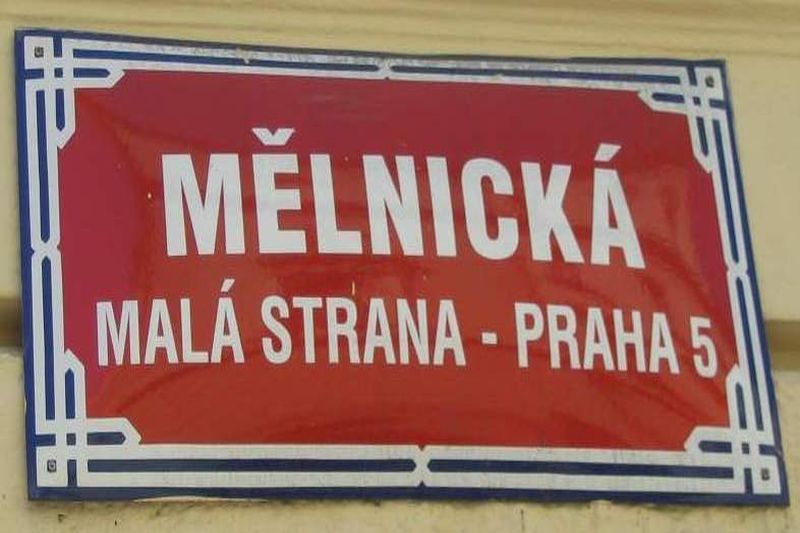 MĚLNICKÁ
MALÁ STRANA - PRAHA 5